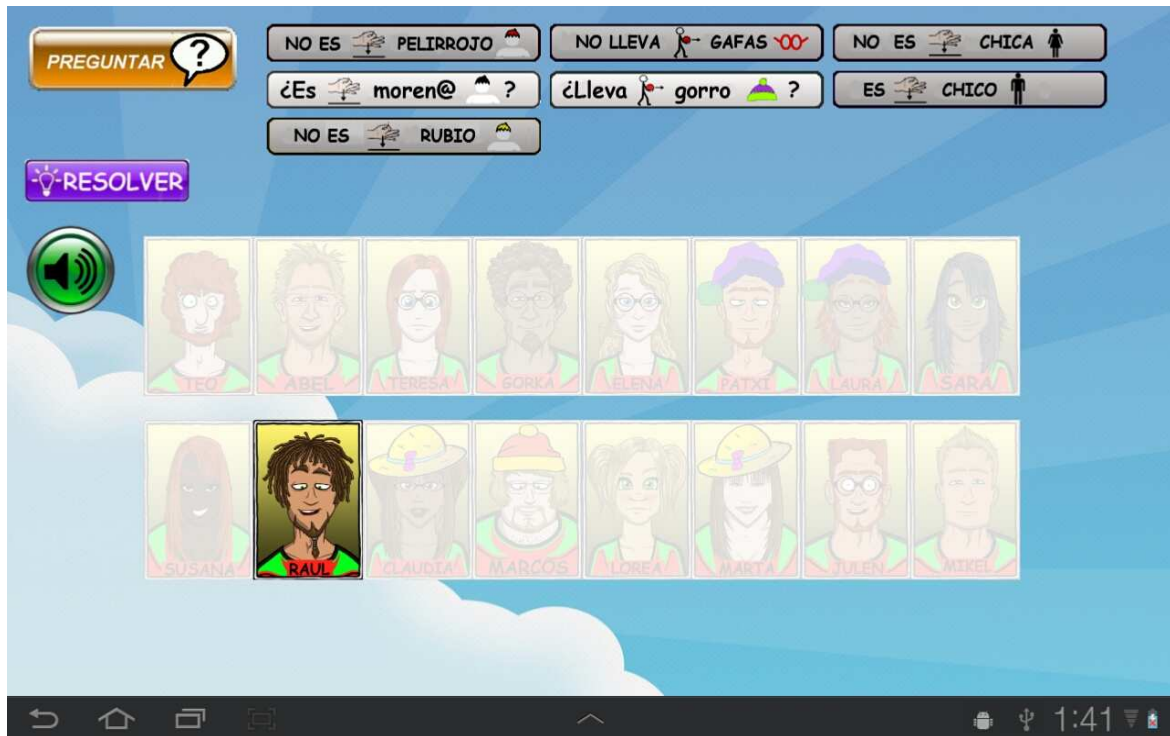 PREGUNTAR ?
NO ES PELIRROJO
NO LLEVA GAFAS
NO ES CHICA
¿Es moren@ ?
¿Lleva gorro ?
ES CHICO
NO ES RUBIO
RESOLVER
TEO
ABEL
TERESA
GORKA
ELENA
PATXI
LAURA
SARA
SUSANA
RAUL
CLAUDIA
MARCOS
LOREA
MARTA
JULEN
MIKEL
1:41